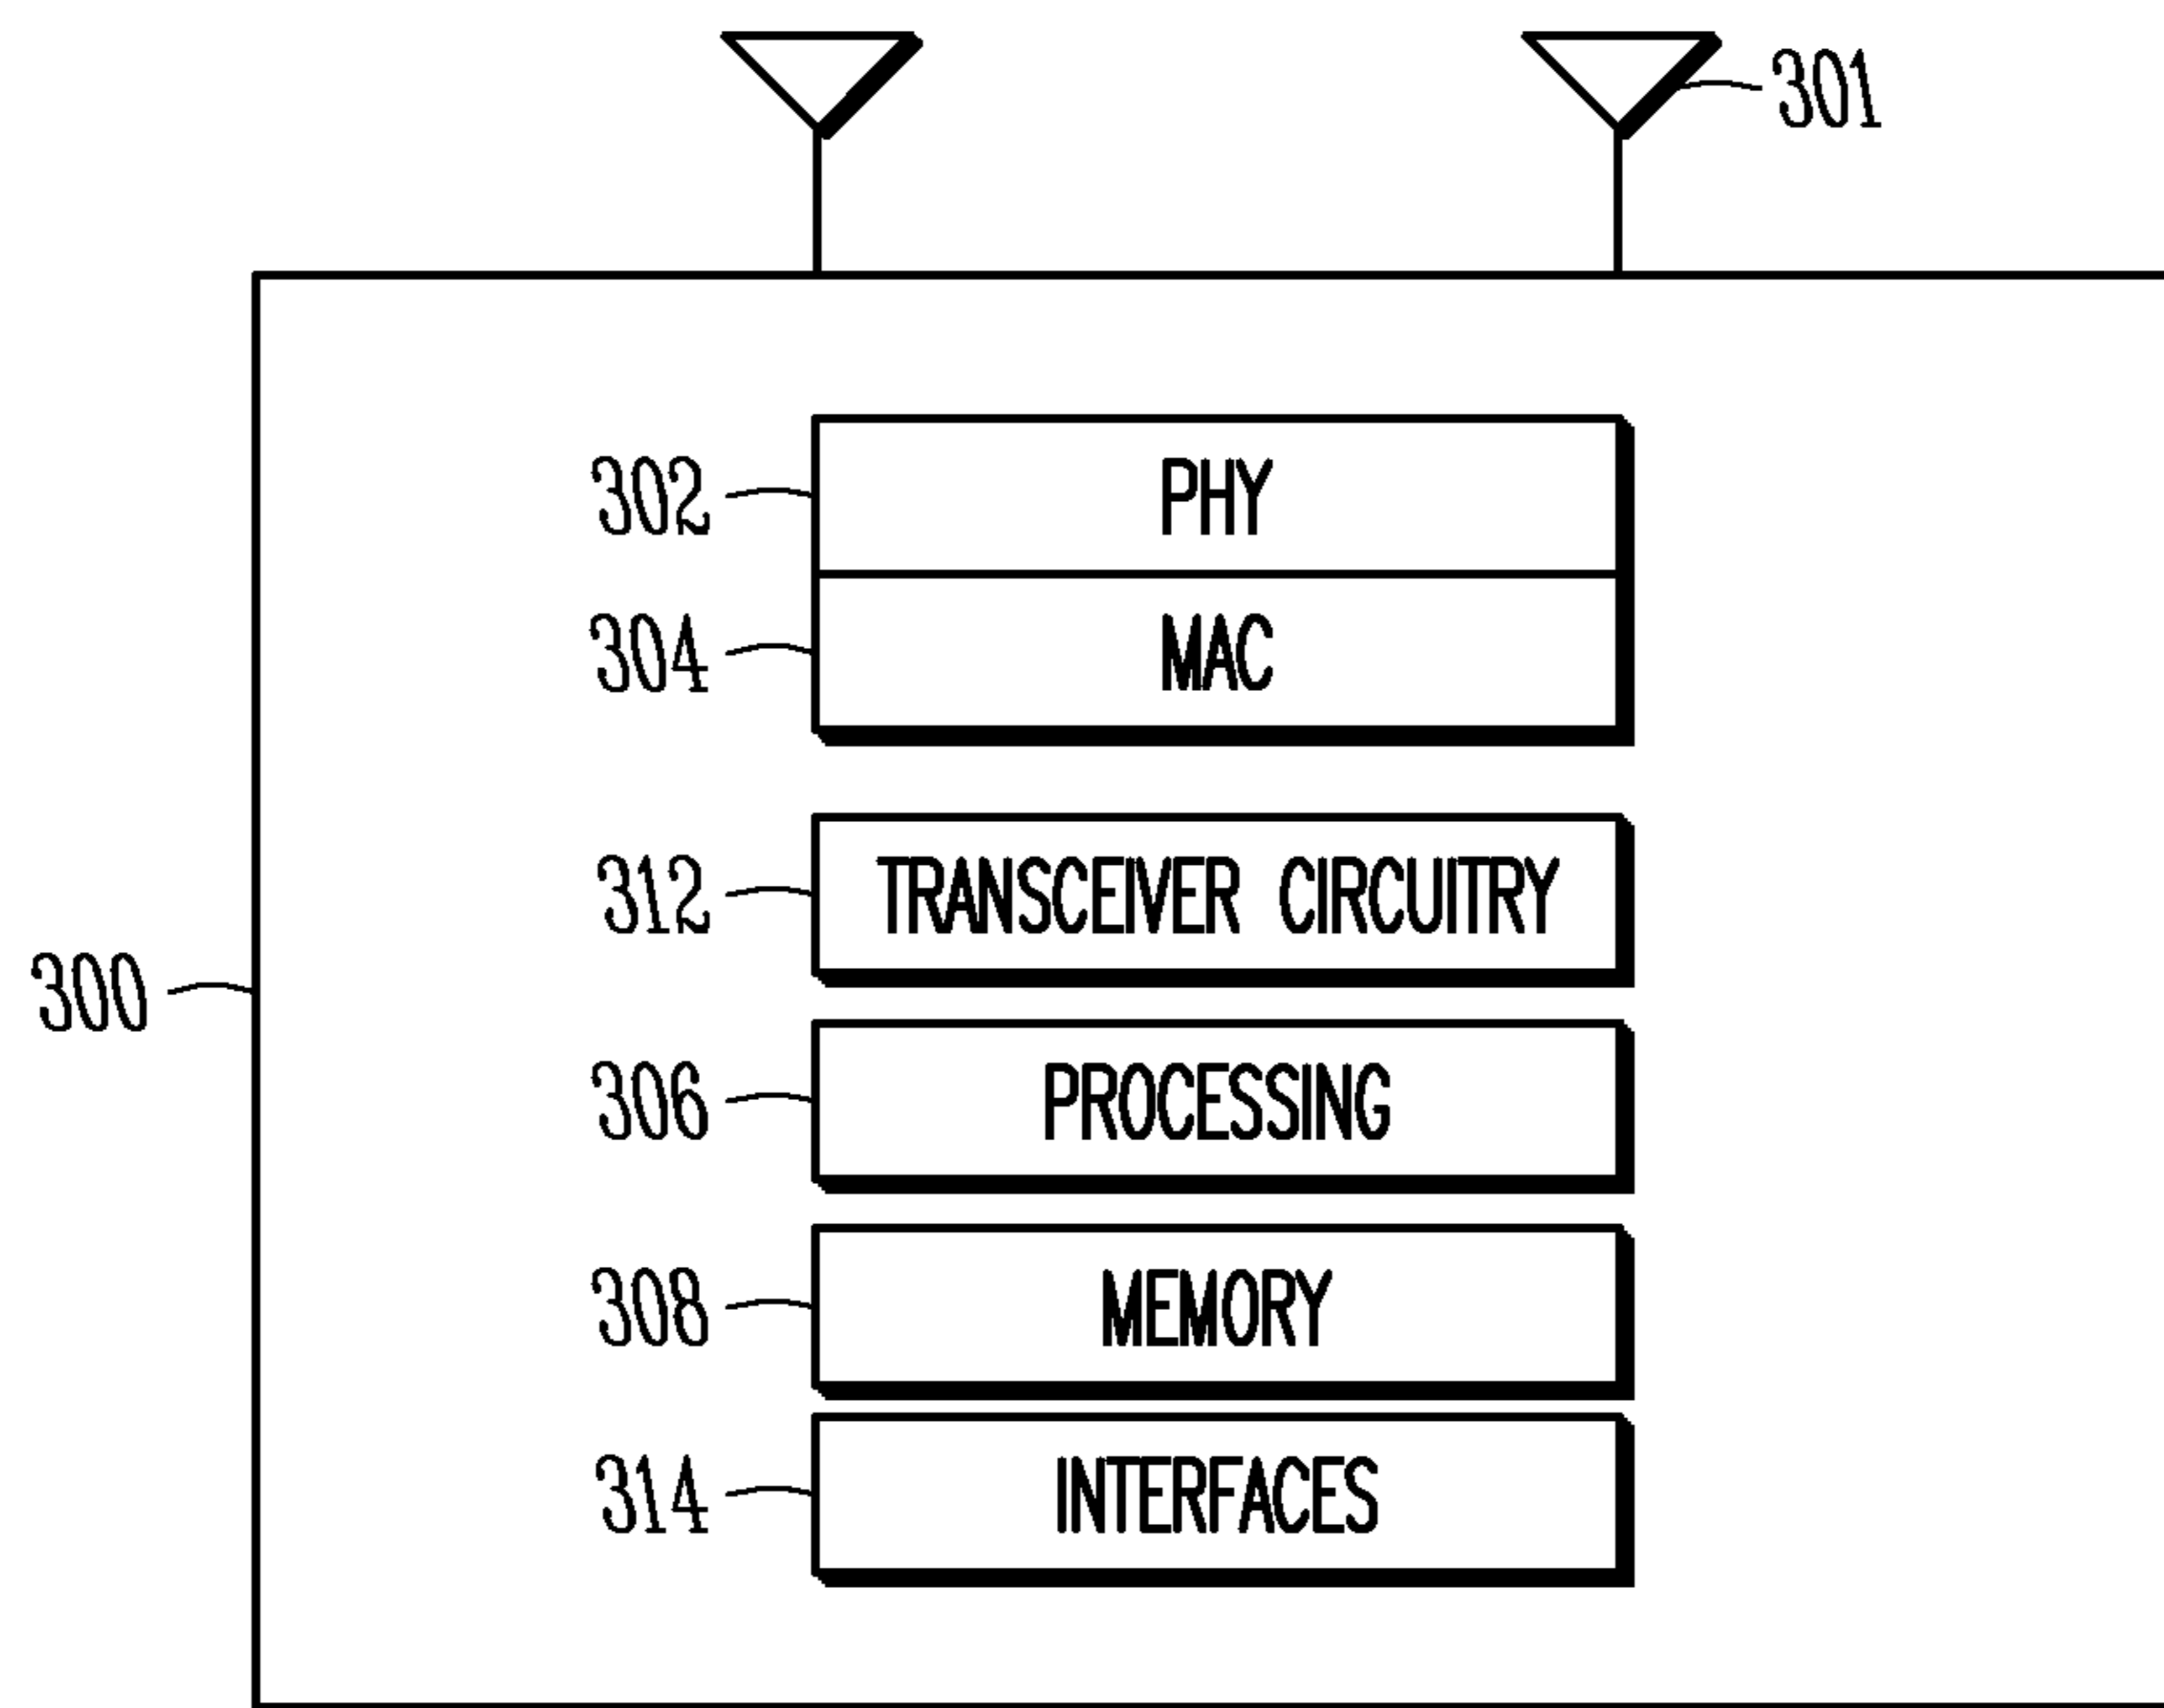 301
302 PHY
304 MAC
312 TRANSCEIVER CIRCUITRY
300
306 PROCESSING
308 MEMORY
314 INTERFACES